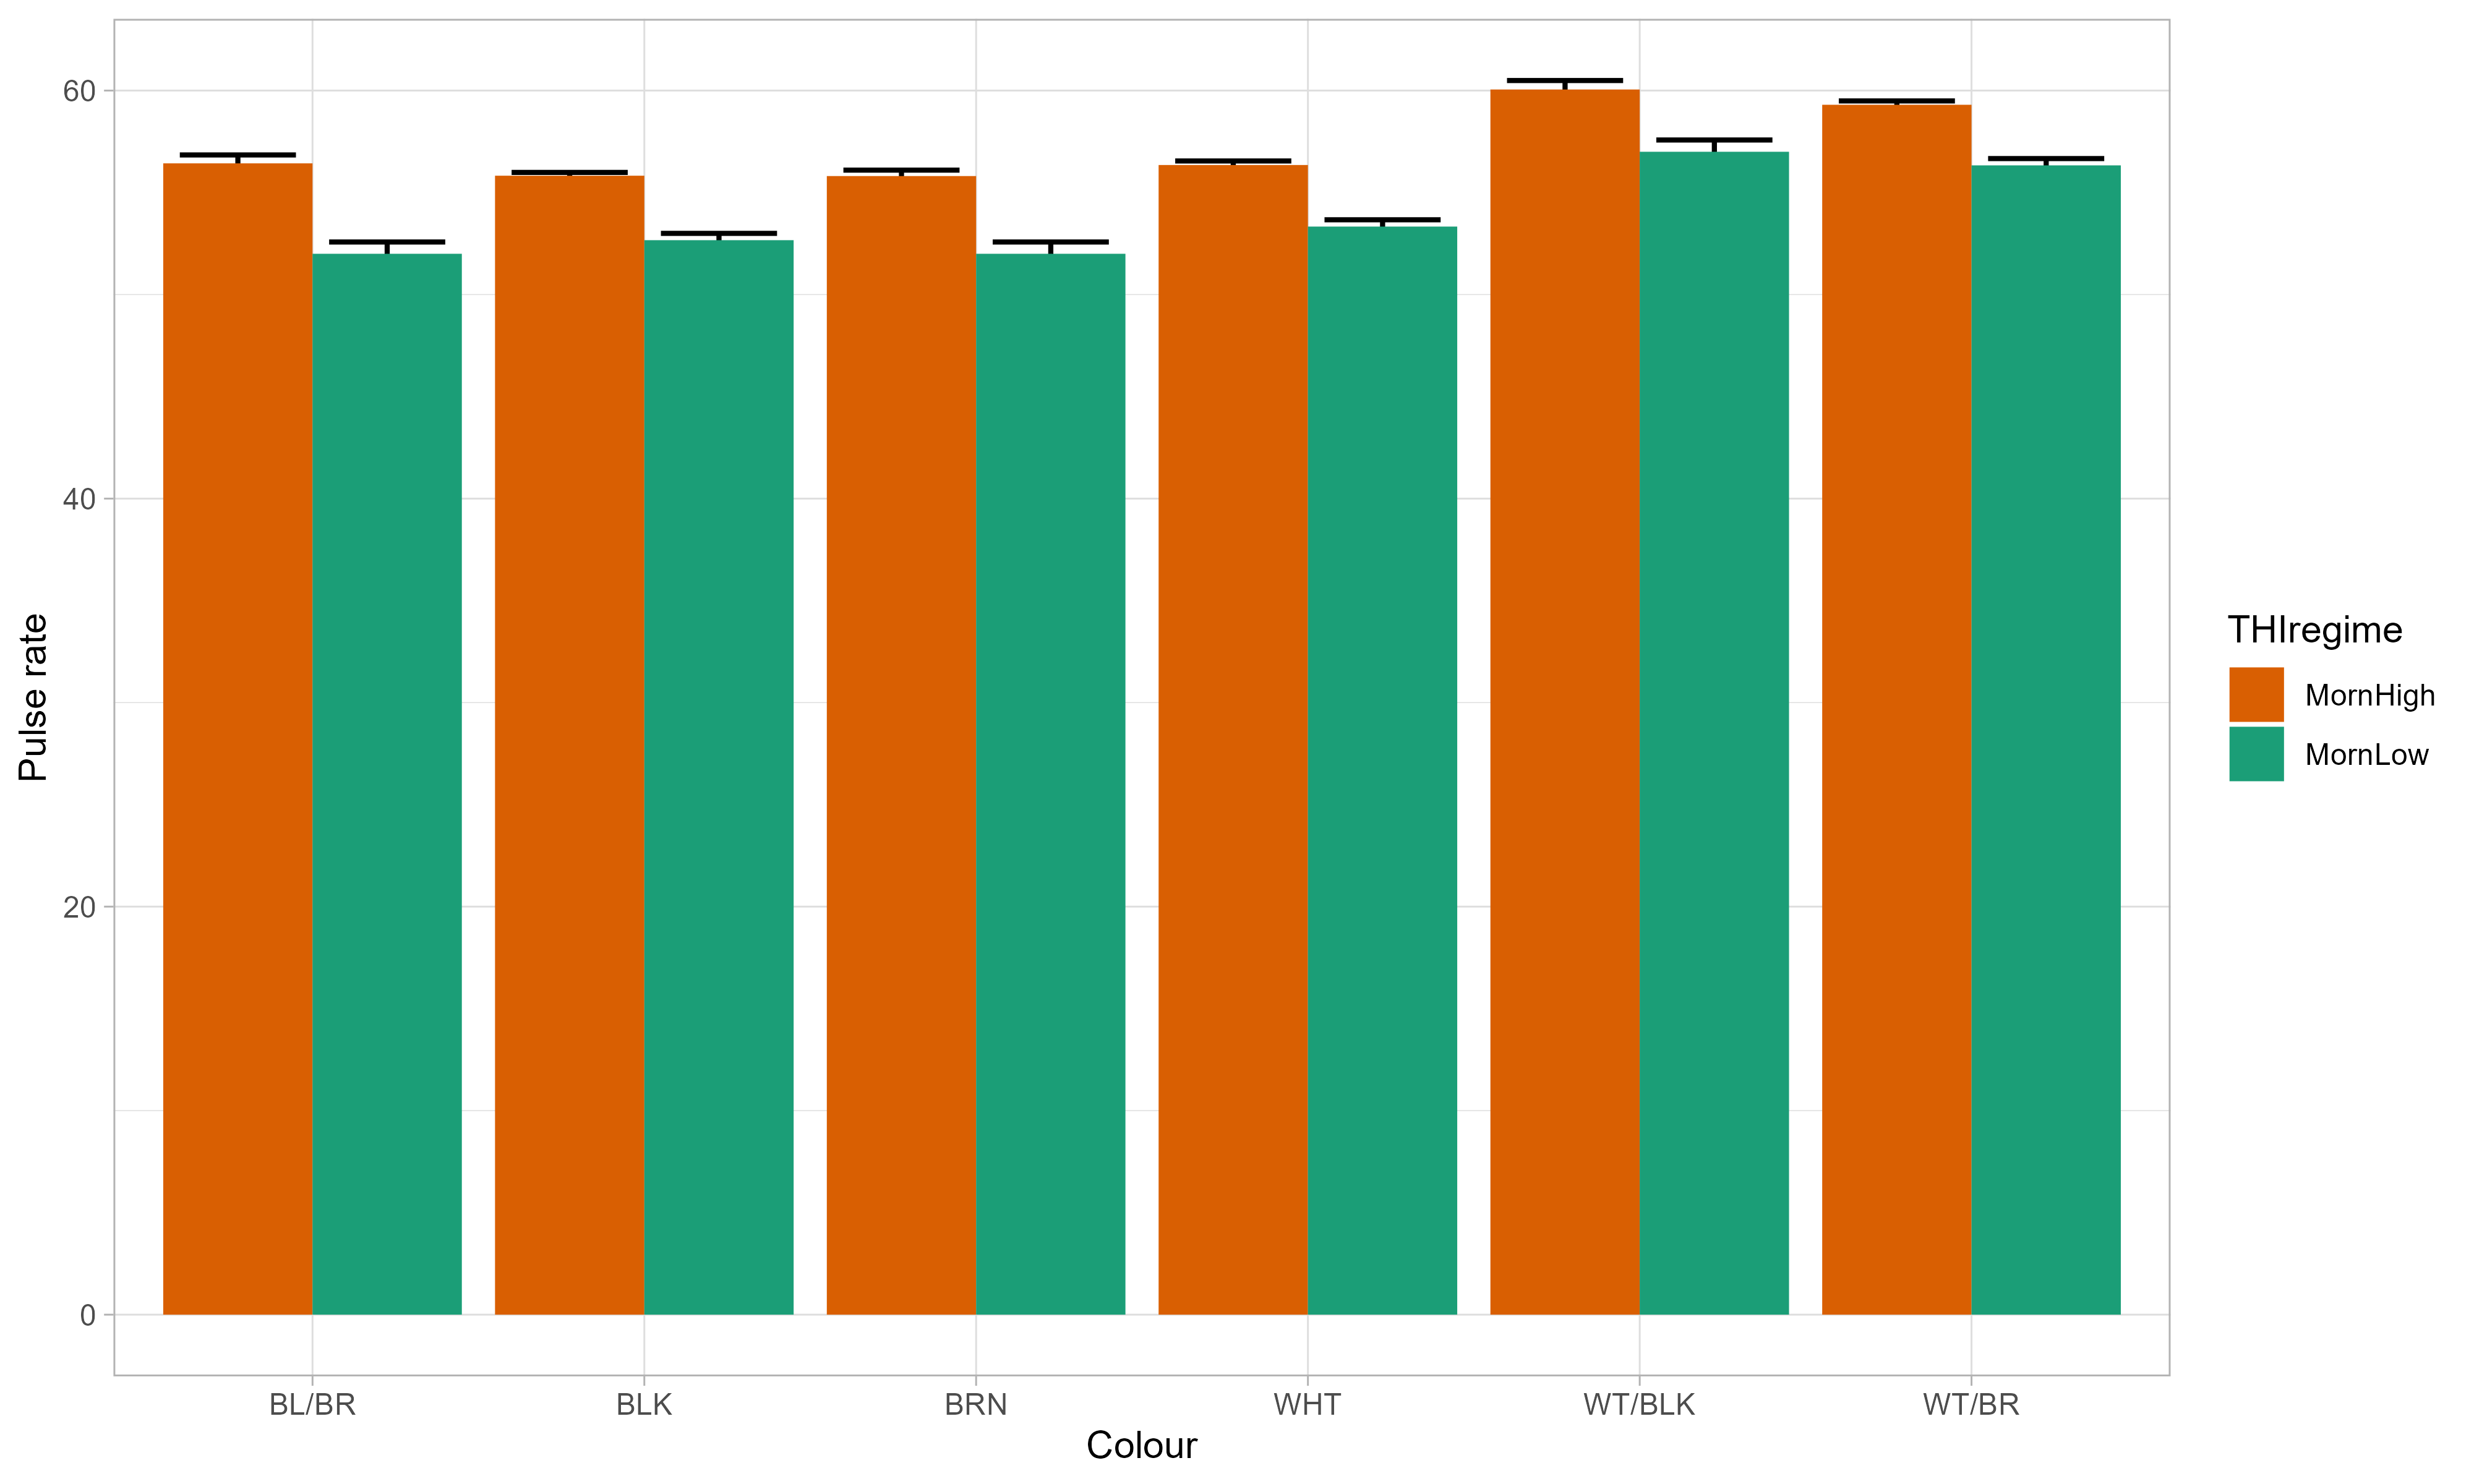 60
40
20
0
Pulse rate
BL/BR BLK BRN WHT WT/BLK WT/BR
Colour
THIregime
MornHigh
MornLow